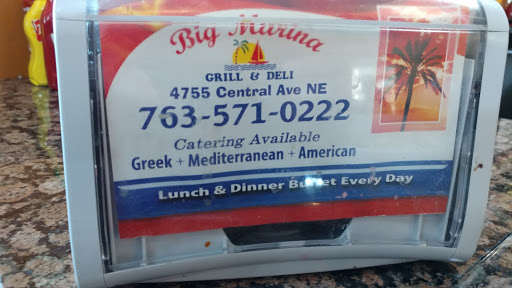 Big Marina
GRILL & DELI
4755 Central Ave NE
763-571-0222
Catering Available
Greek + Mediterranean + American
Lunch & Dinner Buffet Every Day